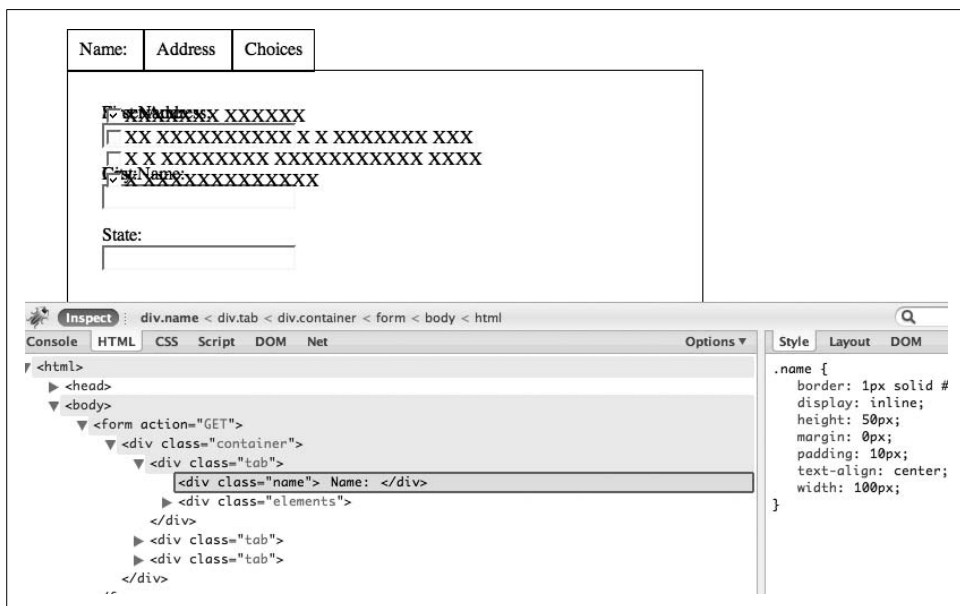 Name: Address Choices
XXXXXXX XXXXXX
XX XXXXXXXXXX X X XXXXXXX XXX
X X XXXXXXXX XXXXXXXXXXX XXXX
X XXXXXXXXXXXXX
State:
Inspect div.name < div.tab < div.container < form < body < html
Console HTML CSS Script DOM Net Options Style Layout DOM
<html>
<head>
<body>
<form action="GET">
<div class="container">
<div class="tab">
<div class="name"> Name: </div>
<div class="elements">
</div>
<div class="tab">
<div class="tab">
</div>
.name {
border: 1px solid #
display: inline;
height: 50px;
margin: 0px;
padding: 10px;
text-align: center;
width: 100px;
}